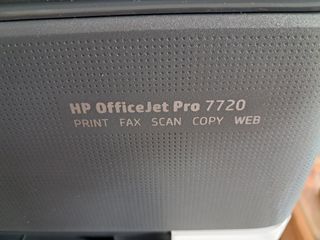 HP OfficeJet Pro 7720
PRINT FAX SCAN COPY WEB